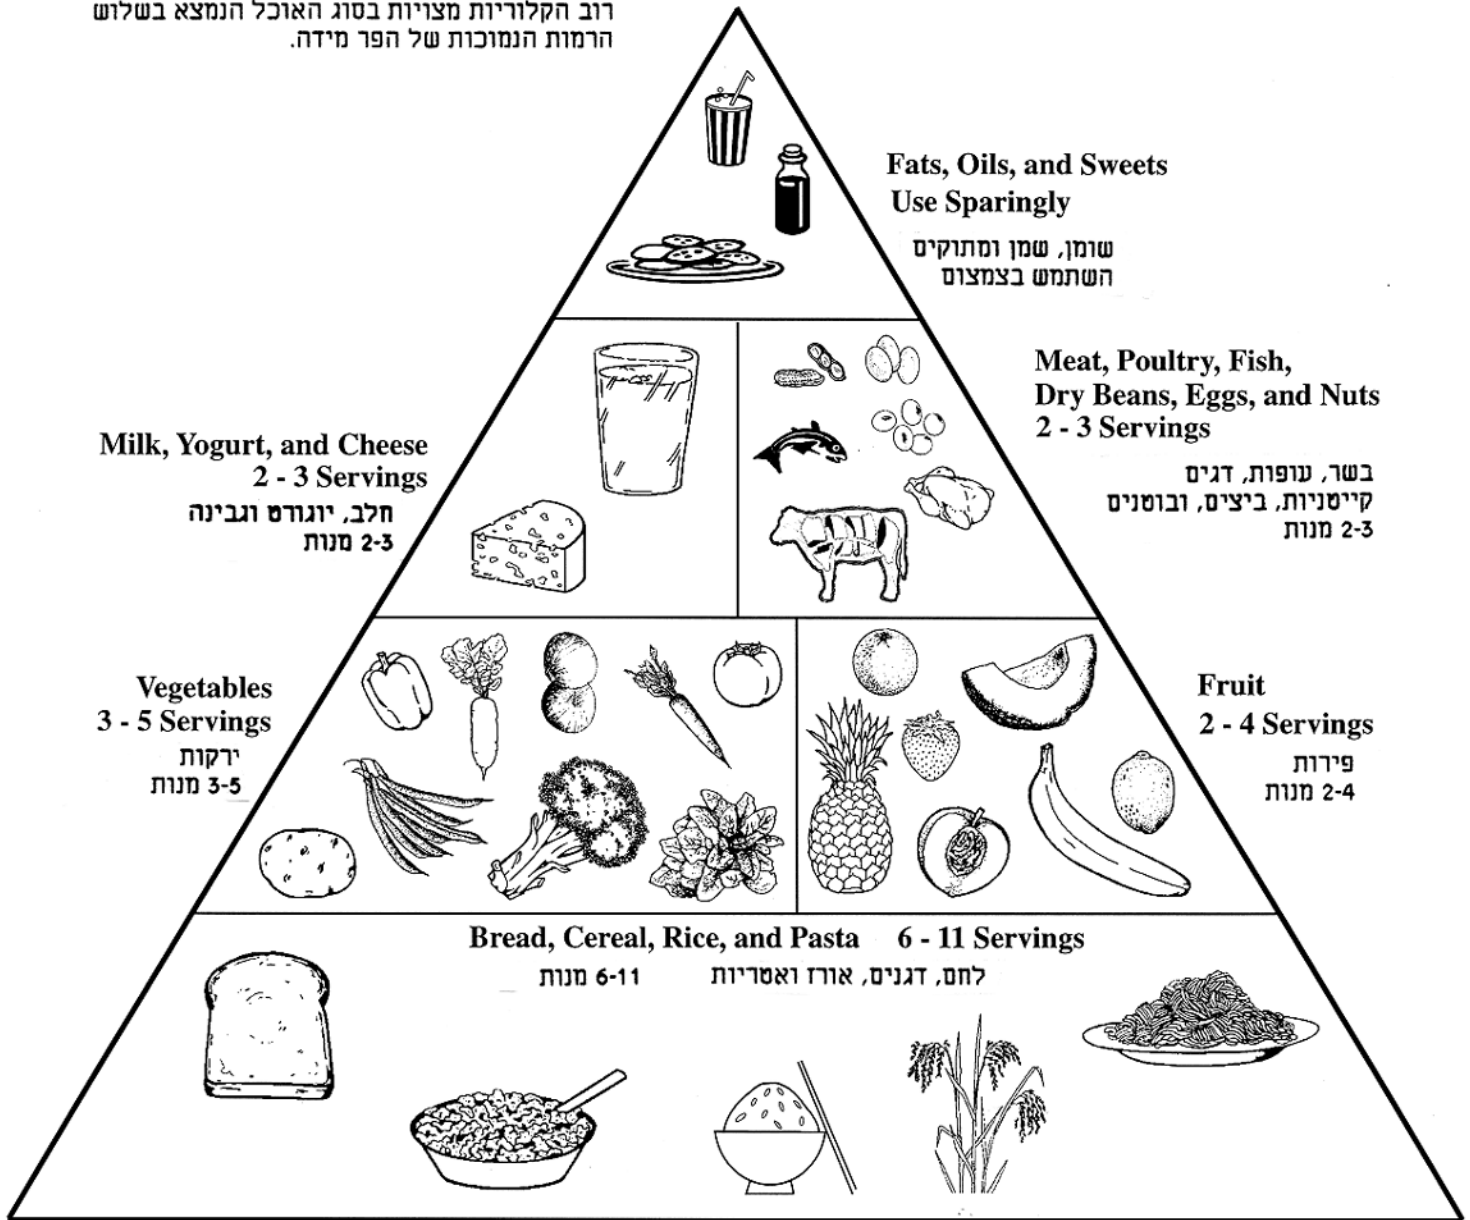 רוב הקלוריות מצויות בסוג האוכל הנמצא בשלוש
הרמות הנמוכות של הפר מידה.
Fats, Oils, and Sweets
Use Sparingly
שומן, שמן ומתוקים
השתמש בצמצום
Meat, Poultry, Fish,
Dry Beans, Eggs, and Nuts
2 - 3 Servings
בשר, עופות, דגים
קייטניות, ביצים, ובוטנים
2-3 מנות
Milk, Yogurt, and Cheese
2 - 3 Servings
חלב, יוגורט וגבינה
2-3 מנות
Vegetables
3 - 5 Servings
ירקות
3-5 מנות
Fruit
2 - 4 Servings
פירות
2-4 מנות
Bread, Cereal, Rice, and Pasta 6 - 11 Servings
לחם, דגנים, אורז ואטריות 6-11 מנות